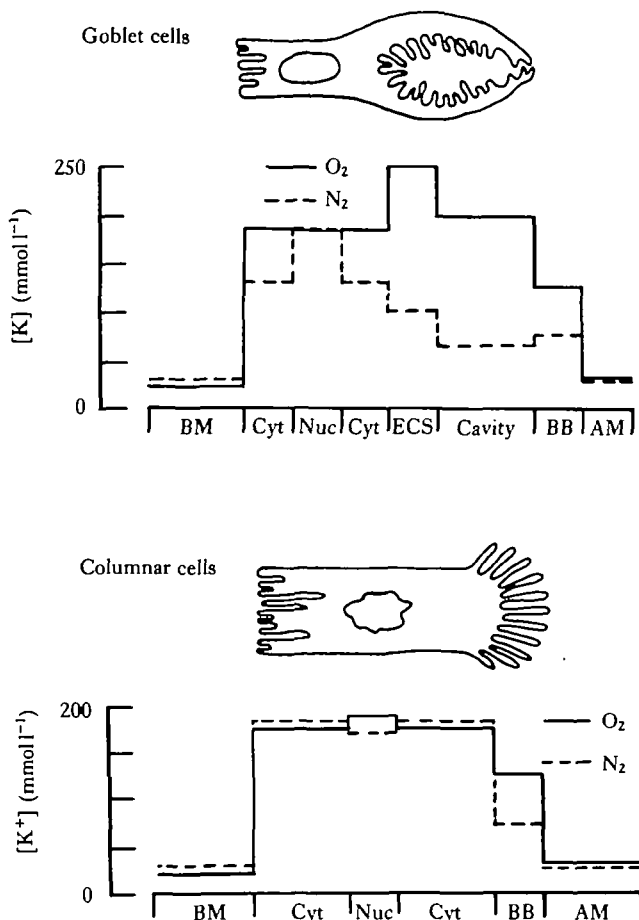 Goblet cells
250
O₂
N₂
[K] (mmol l⁻¹)
0
BM Cyt Nuc Cyt ECS Cavity BB AM
Columnar cells
200
O₂
N₂
[K⁺] (mmol l⁻¹)
0
BM Cyt Nuc Cyt BB AM